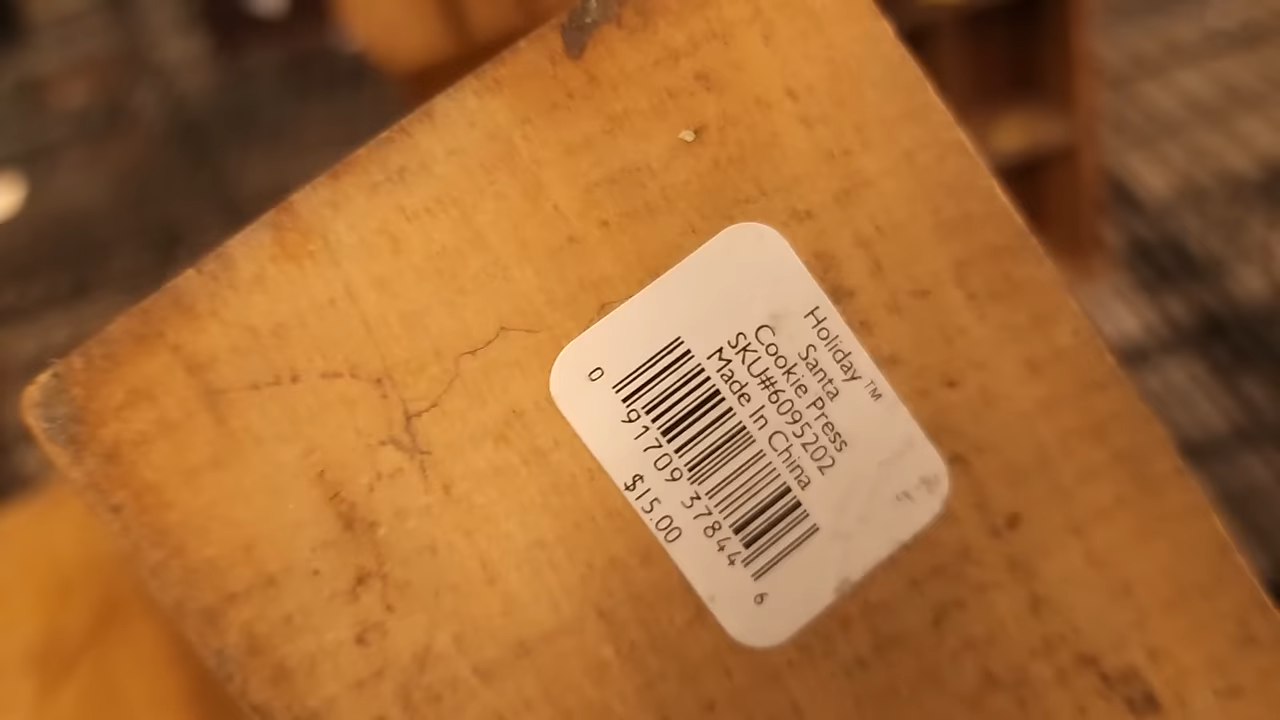 Holiday™
Santa
Cookie Press
SKU#6095202
Made In China
0 91709 37844 6
$15.00